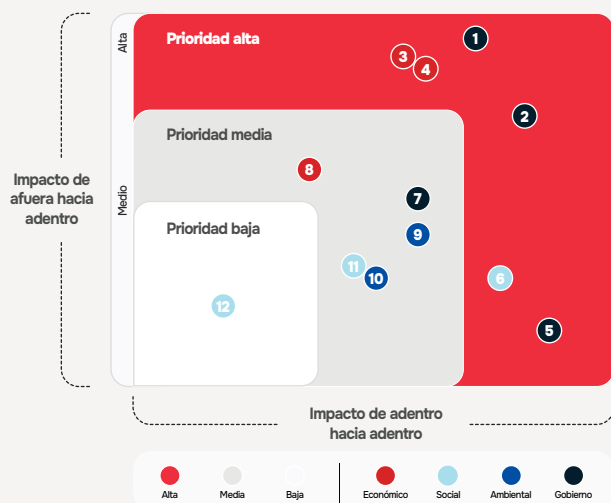 Alta
Prioridad alta
1
3
4
2
Prioridad media
8
Impacto de
afuera hacia
adentro
Medio
7
Prioridad baja
9
11
10
6
12
5
Impacto de adentro
hacia adentro
Alta
Media
Baja
Económico
Social
Ambiental
Gobierno